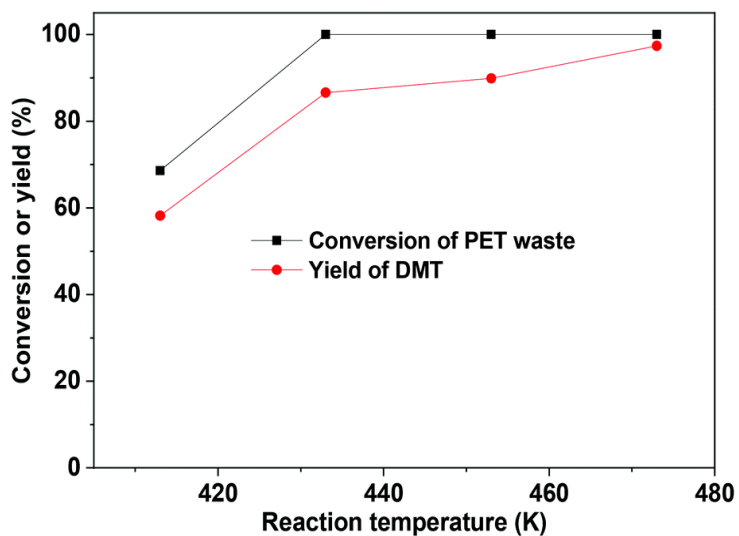 Conversion or yield (%)
100
80
60
40
20
0
Conversion of PET waste
Yield of DMT
420
440
460
480
Reaction temperature (K)